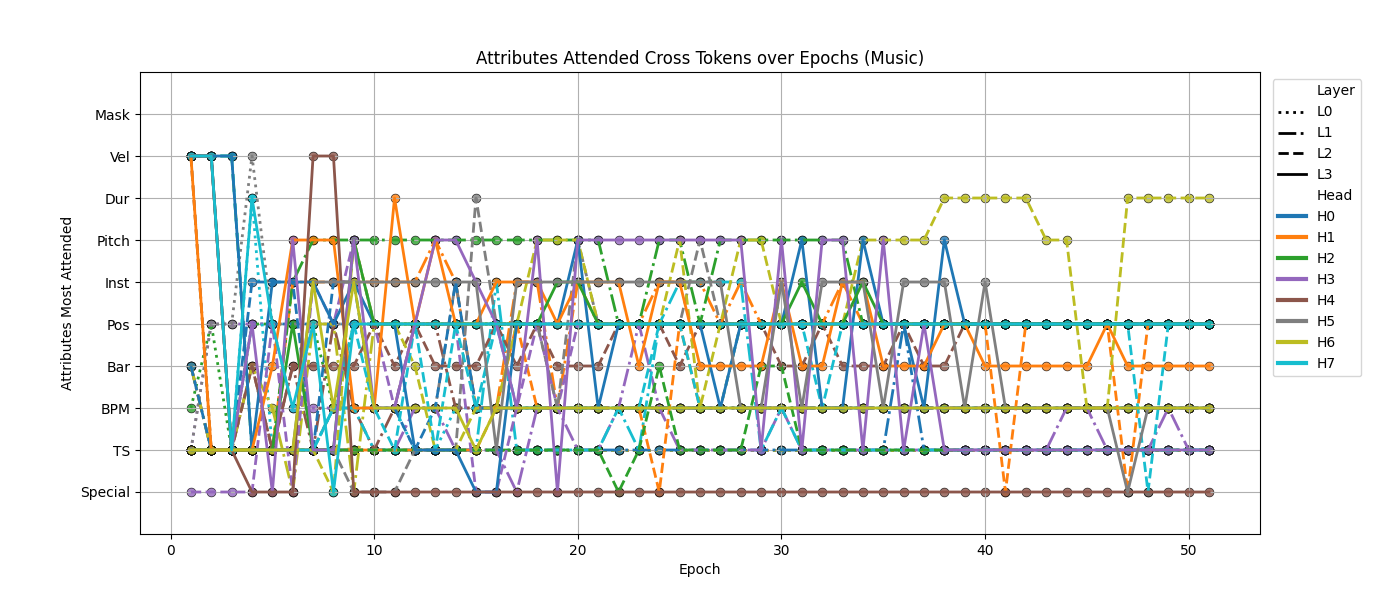 Attributes Attended Cross Tokens over Epochs (Music)
Attributes Most Attended
Mask
Vel
Dur
Pitch
Inst
Pos
Bar
BPM
TS
Special
0 10 20 30 40 50
Epoch
Layer
L0
L1
L2
L3
Head
H0
H1
H2
H3
H4
H5
H6
H7